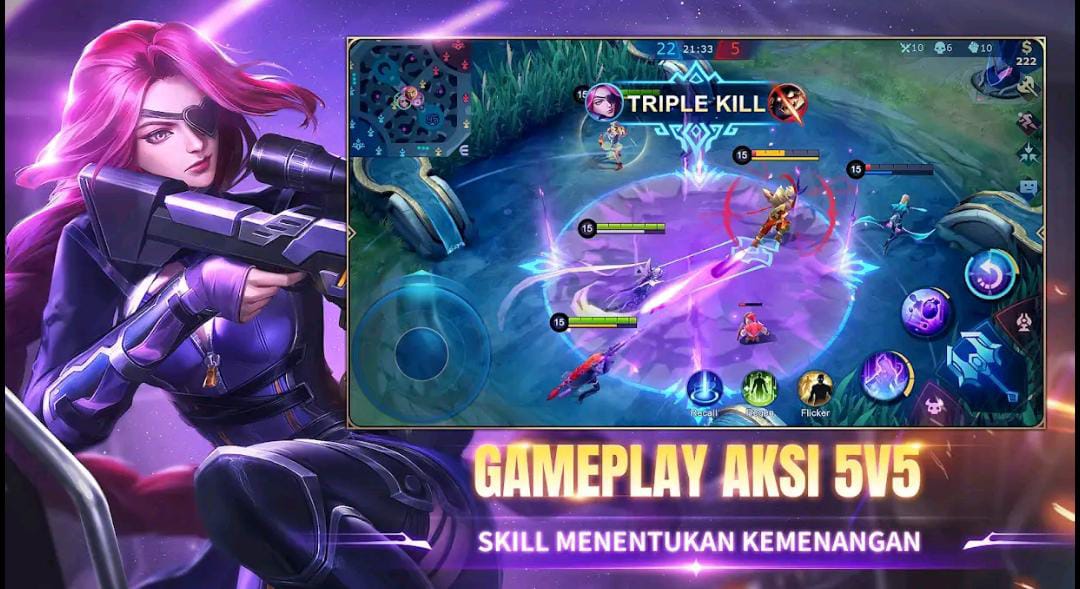 22 21:33 5
10 6 10
222
TRIPLE KILL
15
15
15
15
15
Recall
Regen
Flicker
GAMEPLAY AKSI 5V5
SKILL MENENTUKAN KEMENANGAN